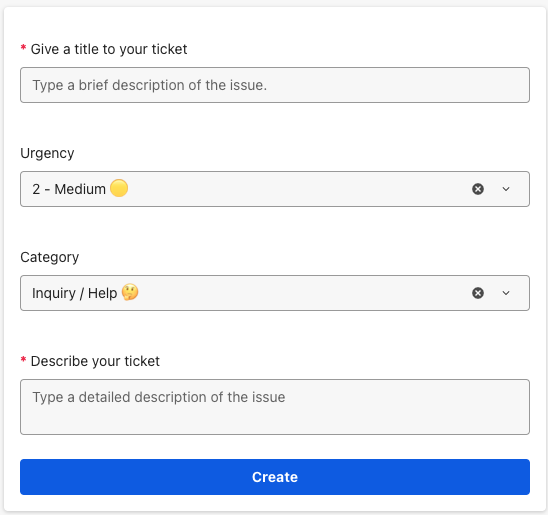 * Give a title to your ticket
Type a brief description of the issue.
Urgency
2 - Medium 🟡
Category
Inquiry / Help 🤔
* Describe your ticket
Type a detailed description of the issue
Create